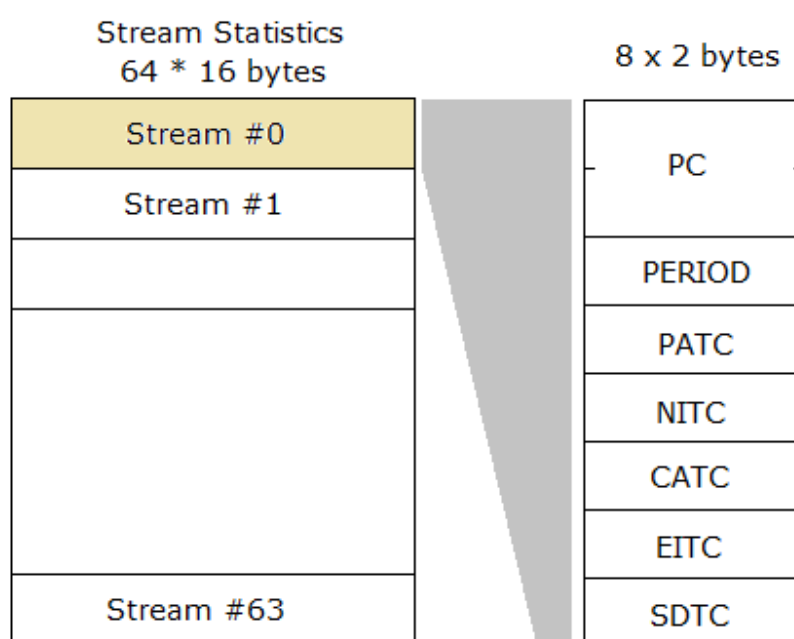 Stream Statistics
64 * 16 bytes
Stream #0
Stream #1
Stream #63
8 x 2 bytes
PC
PERIOD
PATC
NITC
CATC
EITC
SDTC